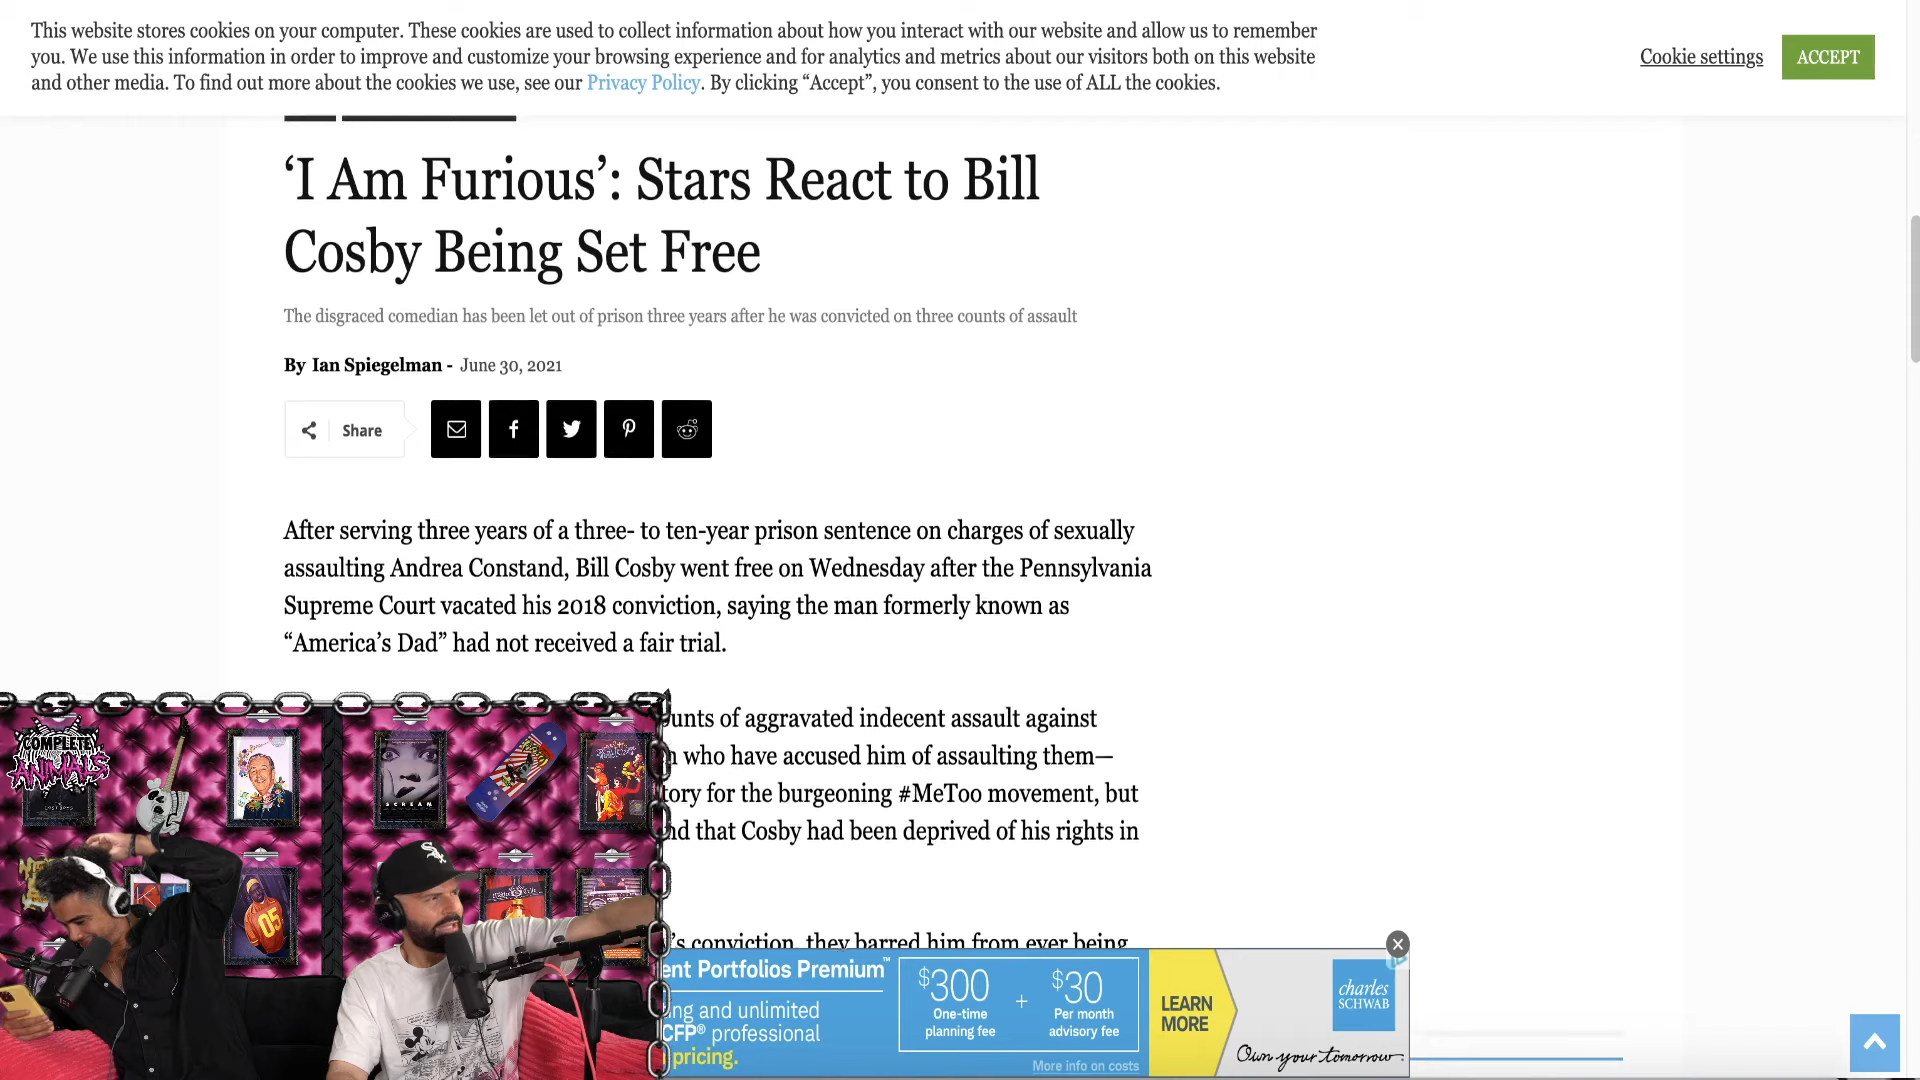 This website stores cookies on your computer. These cookies are used to collect information about how you interact with our website and allow us to remember
you. We use this information in order to improve and customize your browsing experience and for analytics and metrics about our visitors both on this website
and other media. To find out more about the cookies we use, see our Privacy Policy. By clicking “Accept”, you consent to the use of ALL the cookies.
Cookie settings
ACCEPT
‘I Am Furious’: Stars React to Bill
Cosby Being Set Free
The disgraced comedian has been let out of prison three years after he was convicted on three counts of assault
By Ian Spiegelman - June 30, 2021
Share
After serving three years of a three- to ten-year prison sentence on charges of sexually
assaulting Andrea Constand, Bill Cosby went free on Wednesday after the Pennsylvania
Supreme Court vacated his 2018 conviction, saying the man formerly known as
“America’s Dad” had not received a fair trial.
of aggravated indecent assault against
who have accused him of assaulting them—
for the burgeoning #MeToo movement, but
that Cosby had been deprived of his rights in
conviction, they barred him from ever being
COMPLETE
ANIMALS
SCREAM
05
Portfolios Premium™
and unlimited
CFP® professional
pricing.
$300
One-time
planning fee
+
$30
Per month
advisory fee
More info on costs
LEARN
MORE
charles
SCHWAB
Own your tomorrow.